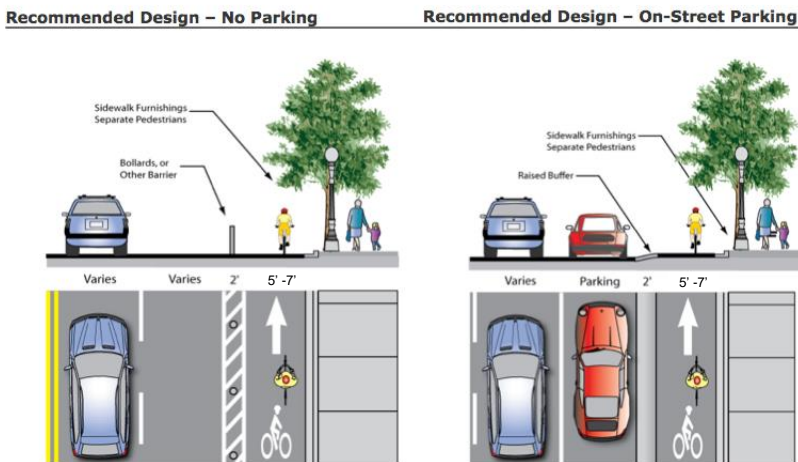 Recommended Design – No Parking
Sidewalk Furnishings
Separate Pedestrians
Bollards, or
Other Barrier
Varies Varies 2' 5' -7'
Recommended Design – On-Street Parking
Sidewalk Furnishings
Separate Pedestrians
Raised Buffer
Varies Parking 2' 5' -7'